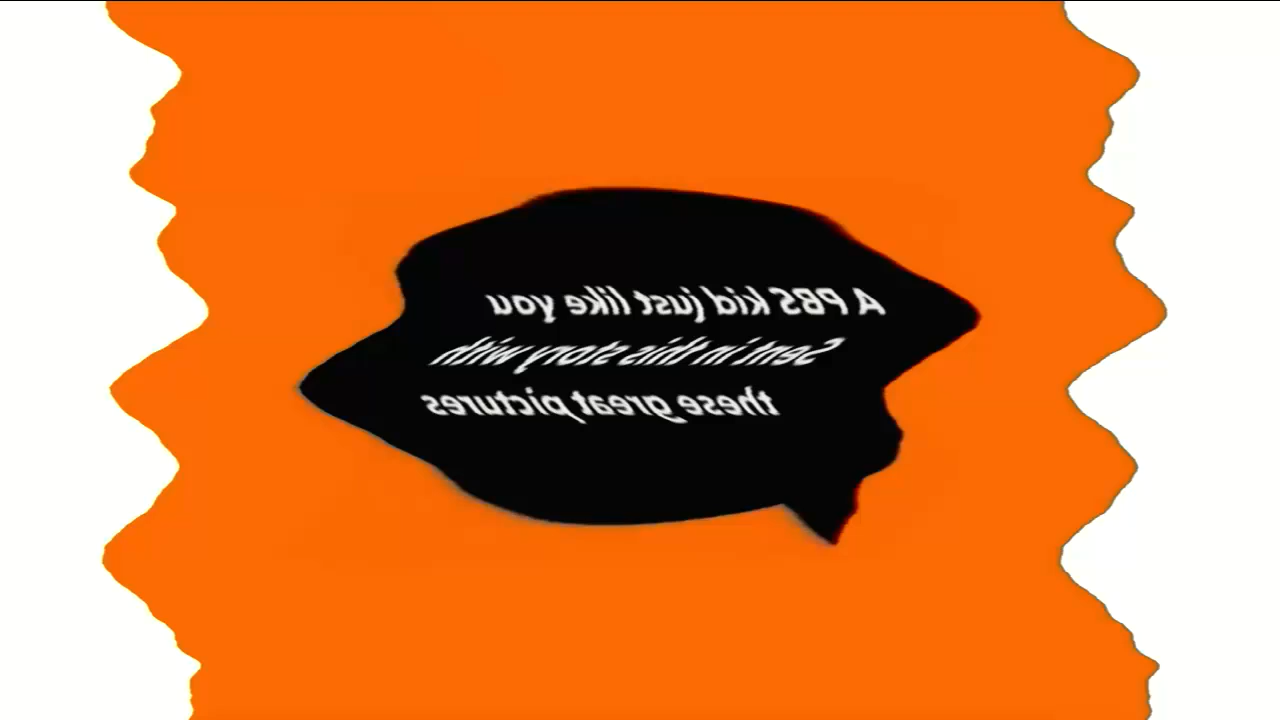 A PBS kid just like you
Sent in this story with
these great pictures